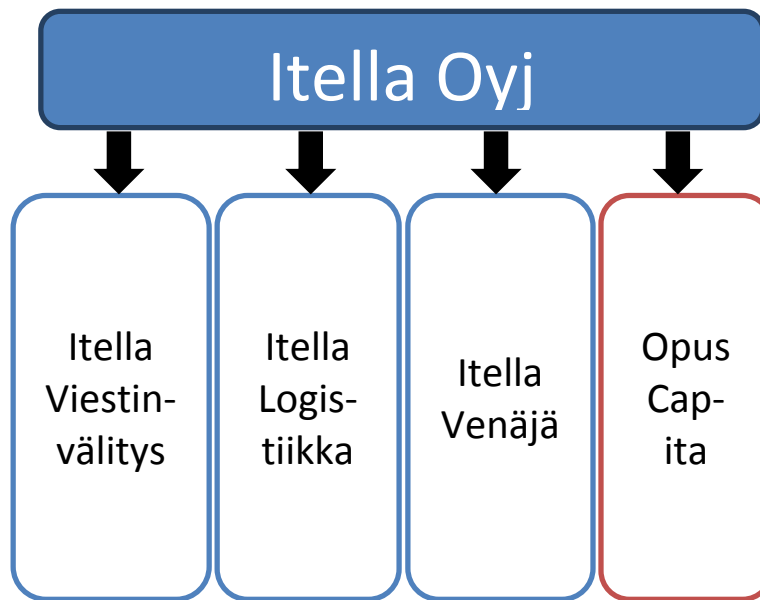 Itella Oyj
Itella
Viestin-
välitys
Itella
Logis-
tiikka
Itella
Venäjä
Opus
Cap-
ita